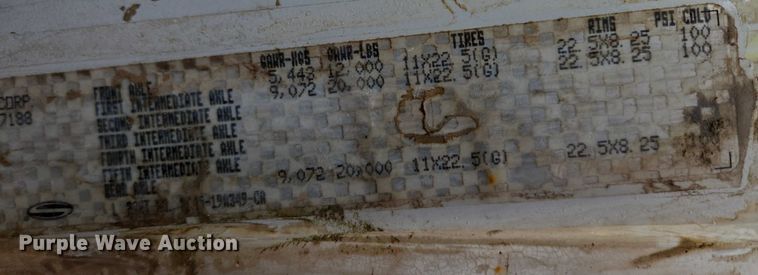 GAWR-KGS GAWR-LBS TIRES RIMS PSI COLD
FRONT AXLE 5,443 12,000 11X22.5(G) 22.5X8.25 100
CORP. FIRST INTERMEDIATE AXLE 9,072 20,000 11X22.5(G) 22.5X8.25 100
7188 SECOND INTERMEDIATE AXLE
THIRD INTERMEDIATE AXLE
FOURTH INTERMEDIATE AXLE
FIFTH INTERMEDIATE AXLE
REAR AXLE 9,072 20,000 11X22.5(G) 22.5X8.25
Purple Wave Auction